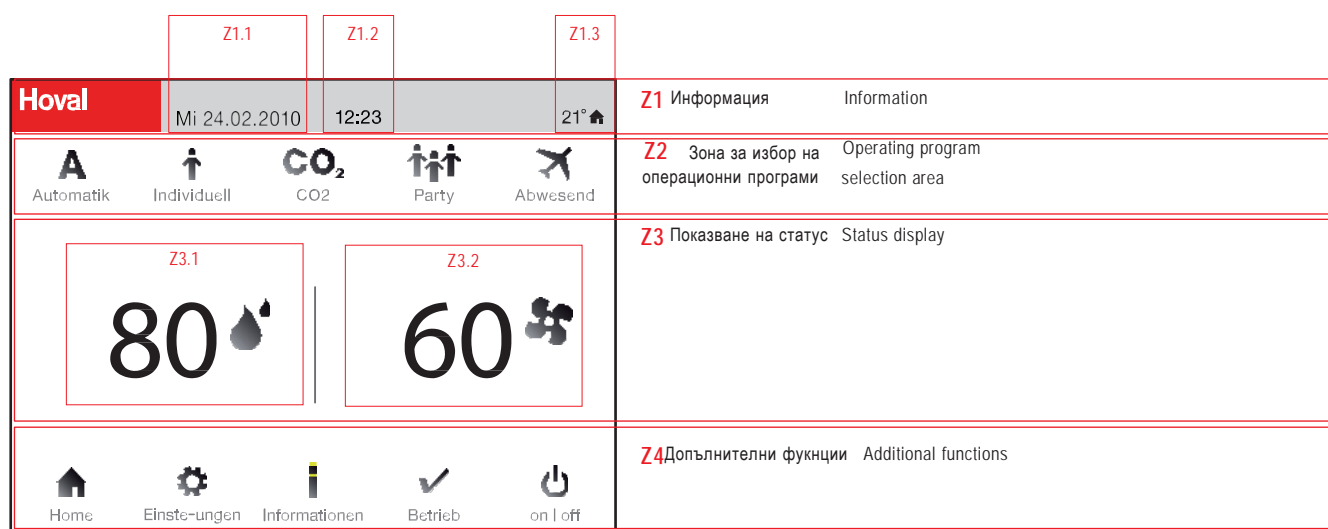 Z1.1 Z1.2 Z1.3
Hoval
Mi 24.02.2010 12:23 21°
Z1 Информация Information
A CO₂
Automatik Individuell CO2 Party Abwesend
Z2 Зона за избор на Operating program
операционни програми selection area
Z3 Показване на статус Status display
Z3.1 Z3.2
80 60
Z4 Допълнителни фукнции Additional functions
Home Einste-ungen Informationen Betrieb on | off